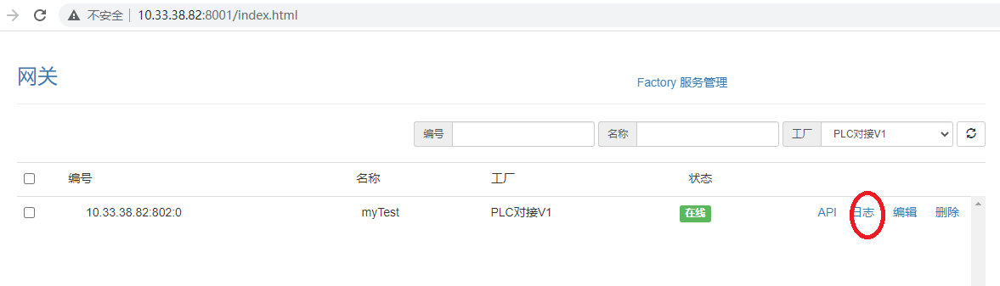 不安全 | 10.33.38.82:8001/index.html
网关
Factory 服务管理
编号 名称 工厂 PLC对接V1
编号 名称 工厂 状态
10.33.38.82:802:0 myTest PLC对接V1 在线 API 日志 编辑 删除